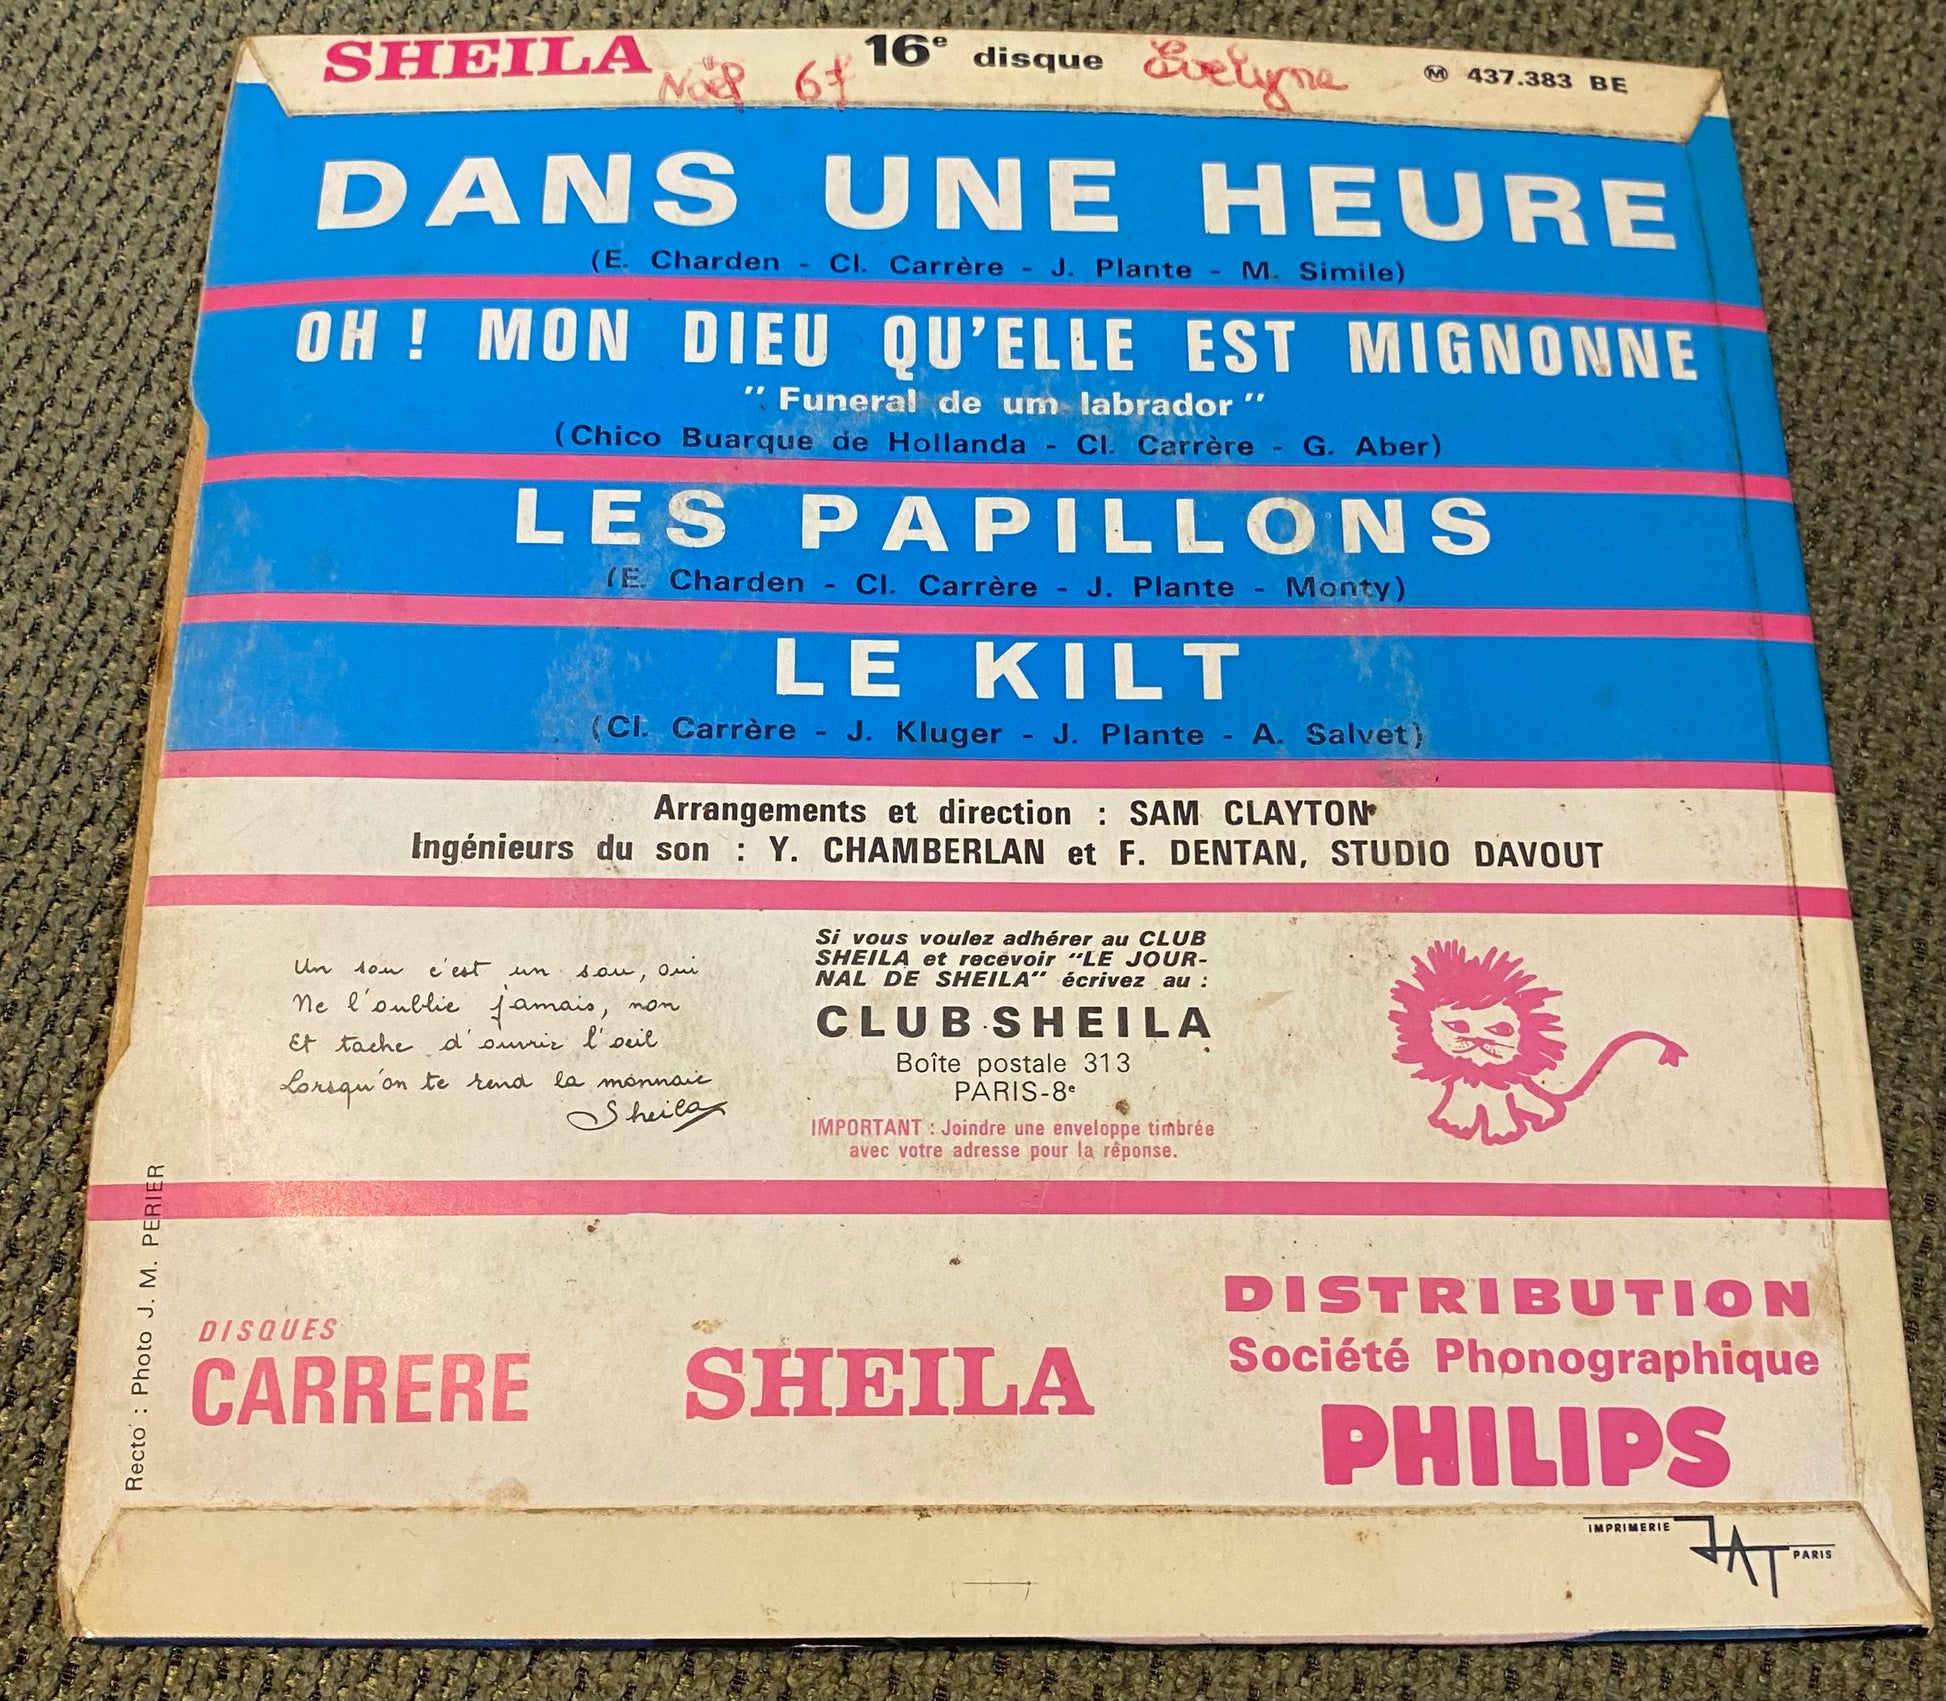 SHEILA Noël 67 16e disque Evelyne Ⓜ 437.383 BE
DANS UNE HEURE
(E. Charden - Cl. Carrère - J. Plante - M. Simile)
OH ! MON DIEU QU'ELLE EST MIGNONNE
" Funeral de um labrador "
(Chico Buarque de Hollanda - Cl. Carrère - G. Aber)
LES PAPILLONS
(E. Charden - Cl. Carrère - J. Plante - Monty)
LE KILT
(Cl. Carrère - J. Kluger - J. Plante - A. Salvet)
Arrangements et direction : SAM CLAYTON
Ingénieurs du son : Y. CHAMBERLAN et F. DENTAN, STUDIO DAVOUT
Un sou c'est un sou, oui
Ne l'oublie jamais, non
Et tache d'ouvrir l'oeil
Lorsqu'on te rend la monnaie
Sheila
Si vous voulez adhérer au CLUB
SHEILA et recevoir "LE JOUR-
NAL DE SHEILA" écrivez au :
CLUB SHEILA
Boîte postale 313
PARIS-8e
IMPORTANT : Joindre une enveloppe timbrée
avec votre adresse pour la réponse.
Recto : Photo J. M. PERIER
DISQUES
CARRERE
SHEILA
DISTRIBUTION
Société Phonographique
PHILIPS
IMPRIMERIE JAT PARIS